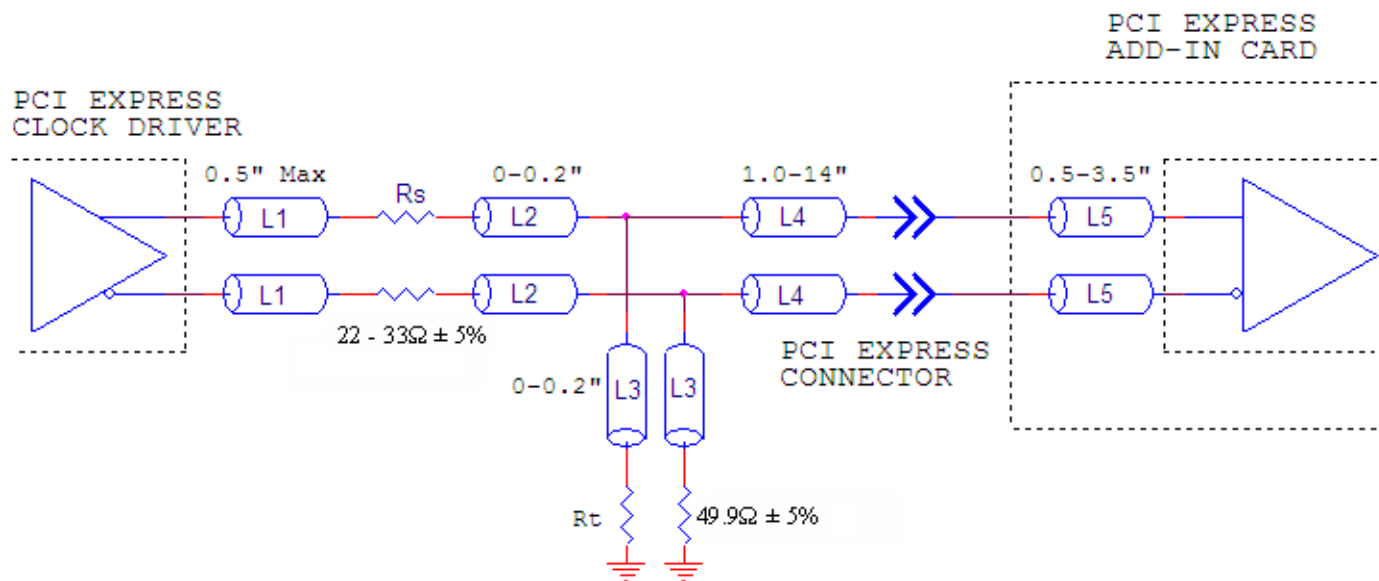 PCI EXPRESS
ADD-IN CARD
PCI EXPRESS
CLOCK DRIVER
0.5" Max
Rs
0-0.2"
1.0-14"
0.5-3.5"
L1
L2
L4
L5
L1
L2
L4
L5
22 - 33Ω ± 5%
PCI EXPRESS
CONNECTOR
0-0.2"
L3
L3
Rt
49.9Ω ± 5%